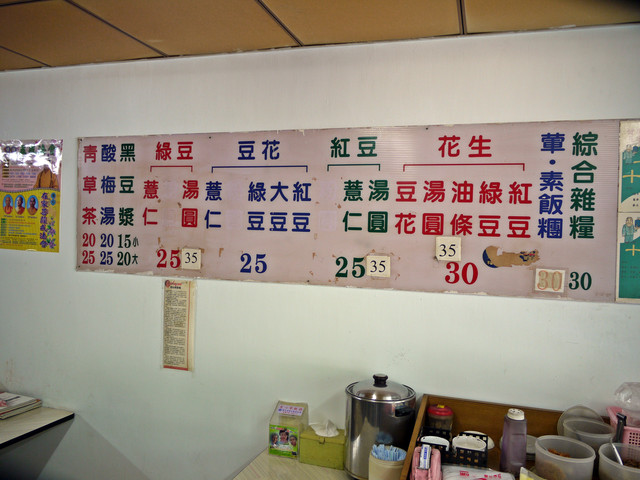 綜合雜糧
30
葷·素飯糰
30
花生
紅豆
綠豆
油條
湯圓
豆花
35
30
紅豆
湯圓
薏仁
25 35
豆花
紅豆
大豆
綠豆
薏仁
25
綠豆
湯圓
薏仁
25 35
黑豆漿
15小
20大
酸梅湯
20
25
青草茶
20
25